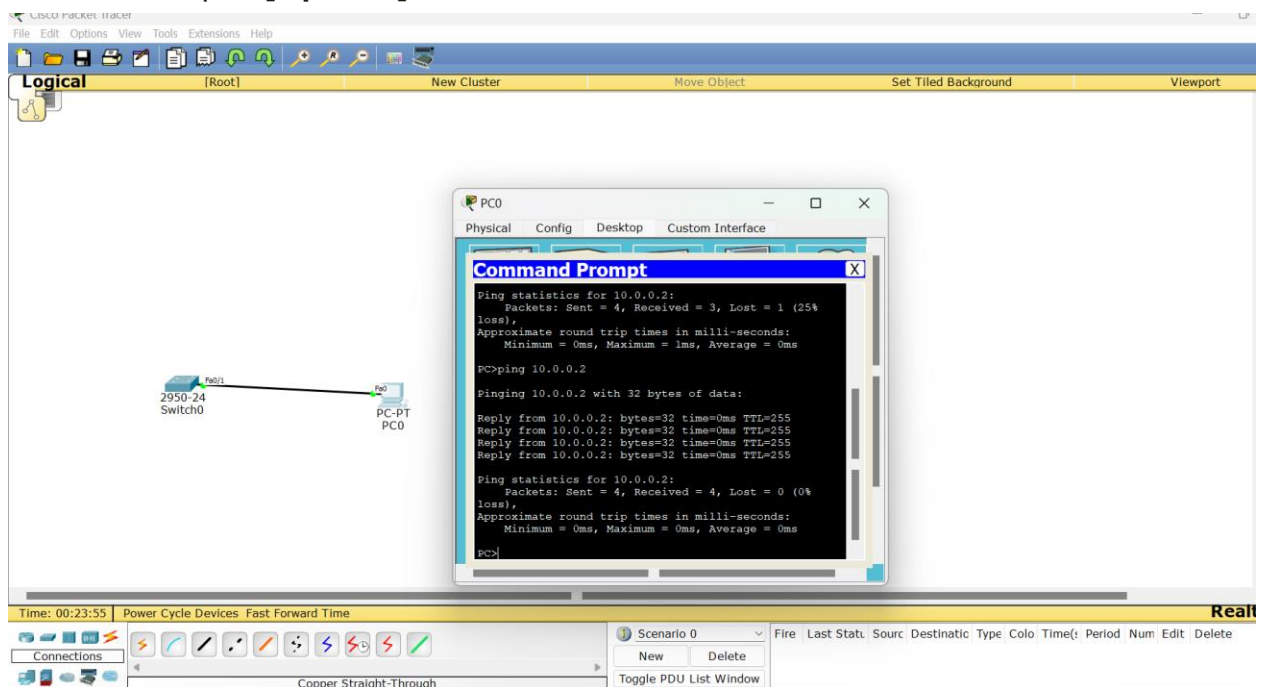 Cisco Packet Tracer
File Edit Options View Tools Extensions Help
Logical [Root] New Cluster Move Object Set Tiled Background Viewport
PC0
Physical Config Desktop Custom Interface
Command Prompt X
Ping statistics for 10.0.0.2:
Packets: Sent = 4, Received = 3, Lost = 1 (25%
loss),
Approximate round trip times in milli-seconds:
Minimum = 0ms, Maximum = 1ms, Average = 0ms
PC>ping 10.0.0.2
Pinging 10.0.0.2 with 32 bytes of data:
Reply from 10.0.0.2: bytes=32 time=0ms TTL=255
Reply from 10.0.0.2: bytes=32 time=0ms TTL=255
Reply from 10.0.0.2: bytes=32 time=0ms TTL=255
Reply from 10.0.0.2: bytes=32 time=0ms TTL=255
Ping statistics for 10.0.0.2:
Packets: Sent = 4, Received = 4, Lost = 0 (0%
loss),
Approximate round trip times in milli-seconds:
Minimum = 0ms, Maximum = 0ms, Average = 0ms
PC>
Fa0/1
2950-24
Switch0
Fa0
PC-PT
PC0
Time: 00:23:55 Power Cycle Devices Fast Forward Time Realt
Connections
Copper Straight-Through
Scenario 0
New Delete
Toggle PDU List Window
Fire Last Statu Sourc Destinatic Type Colo Time(s Period Num Edit Delete